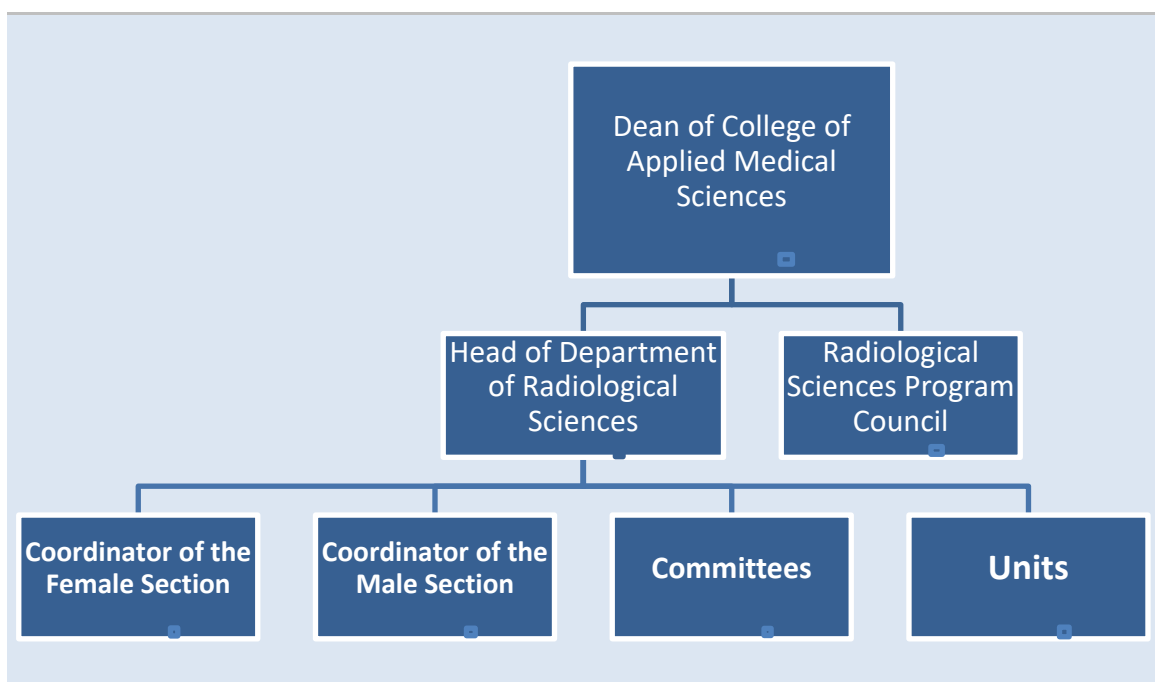 Dean of College of
Applied Medical
Sciences
Head of Department
of Radiological
Sciences
Radiological
Sciences Program
Council
Coordinator of the
Female Section
Coordinator of the
Male Section
Committees
Units